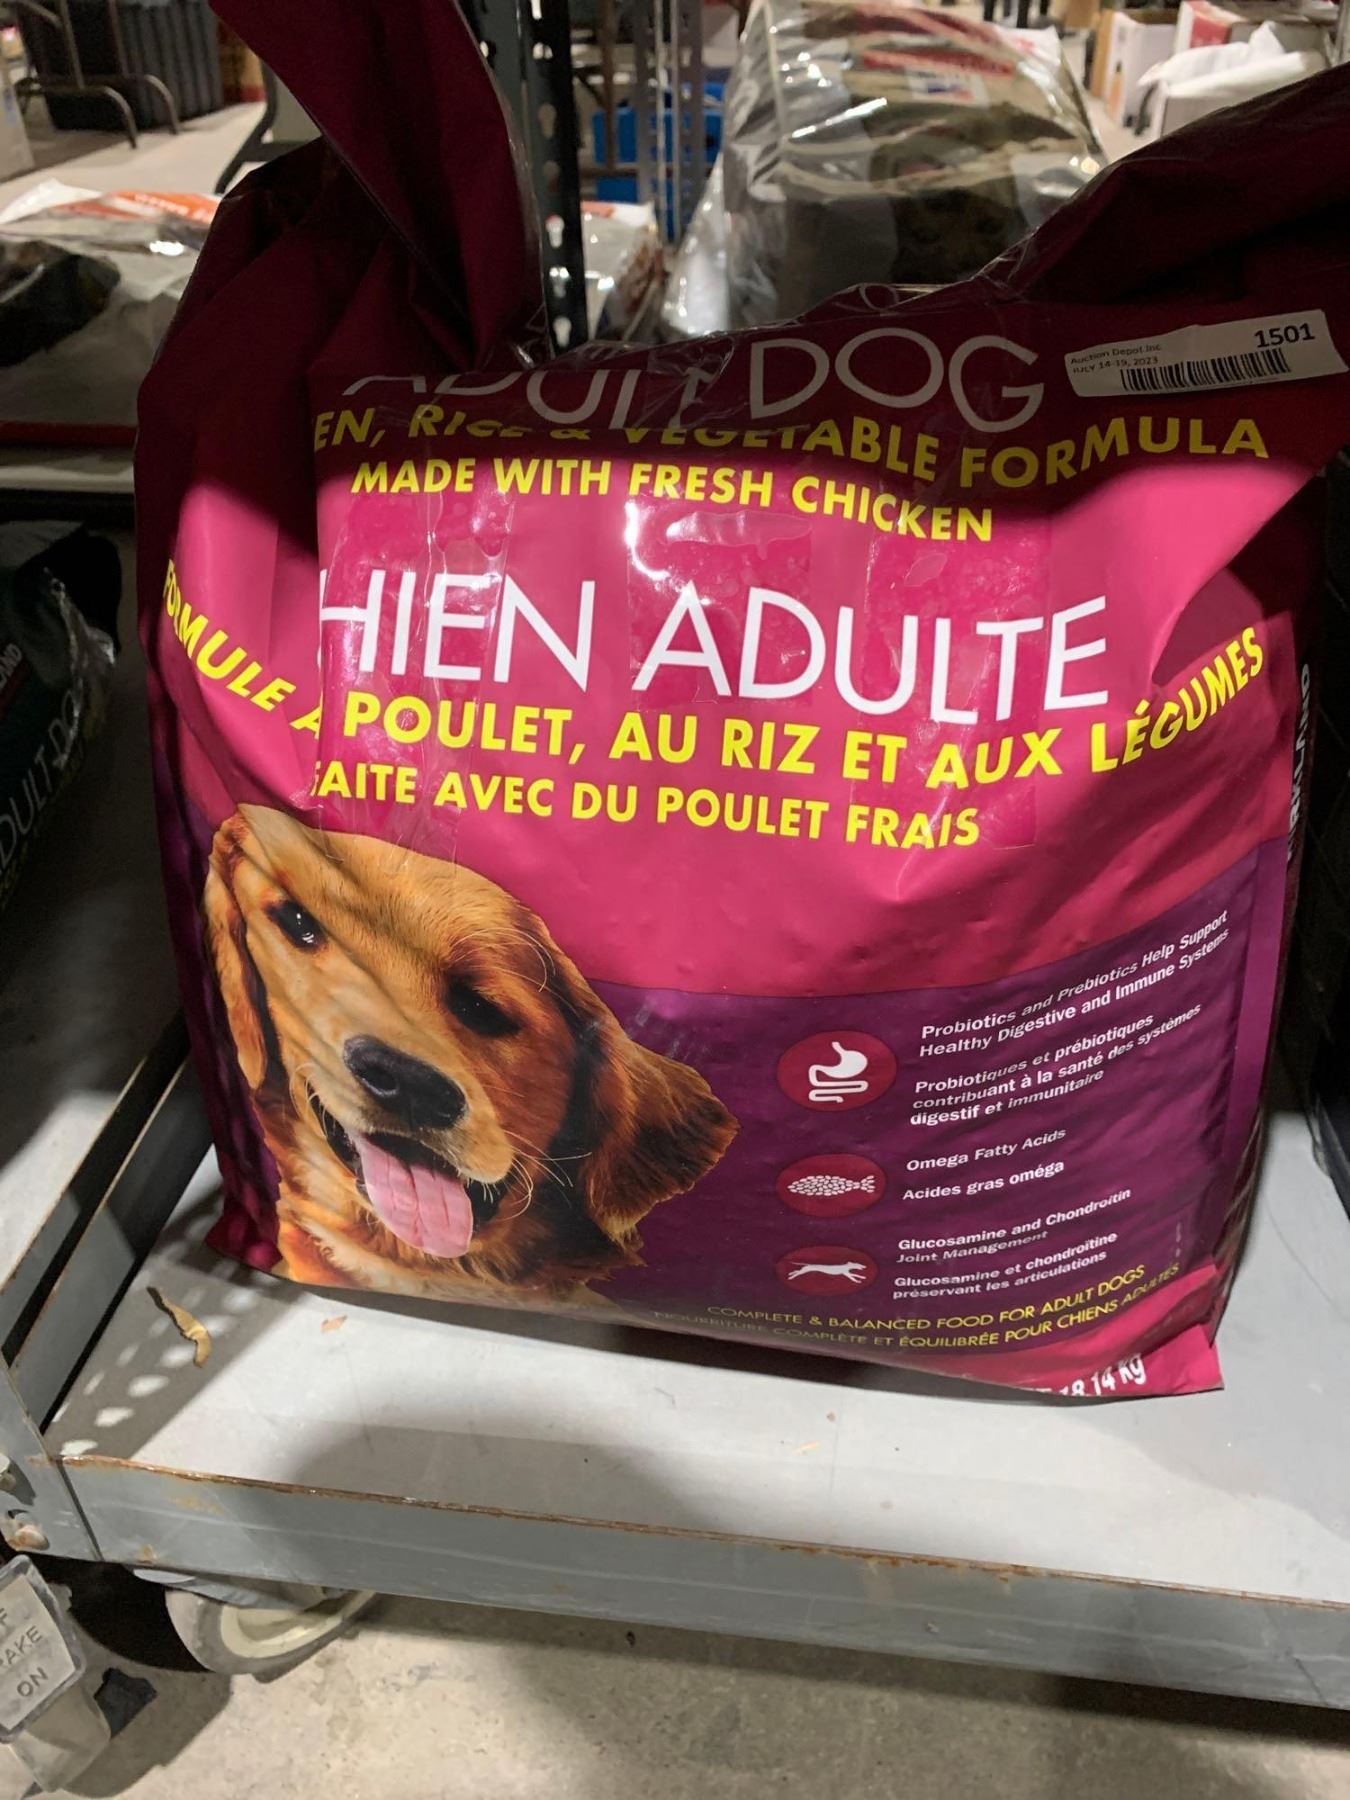 Auction Depot Inc
JULY 14-19, 2023
1501
ADULT DOG
EN, RICE & VEGETABLE FORMULA
MADE WITH FRESH CHICKEN
HIEN ADULTE
FORMULE A POULET, AU RIZ ET AUX LÉGUMES
FAITE AVEC DU POULET FRAIS
Probiotics and Prebiotics Help Support
Healthy Digestive and Immune Systems
Probiotiques et prébiotiques
contribuant à la santé des systèmes
digestif et immunitaire
Omega Fatty Acids
Acides gras oméga
Glucosamine and Chondroitin
Joint Management
Glucosamine et chondroïtine
préservant les articulations
COMPLETE & BALANCED FOOD FOR ADULT DOGS
NOURRITURE COMPLÈTE ET ÉQUILIBRÉE POUR CHIENS ADULTES
18.14 kg
KIRKLAND
ADULT DO
ON